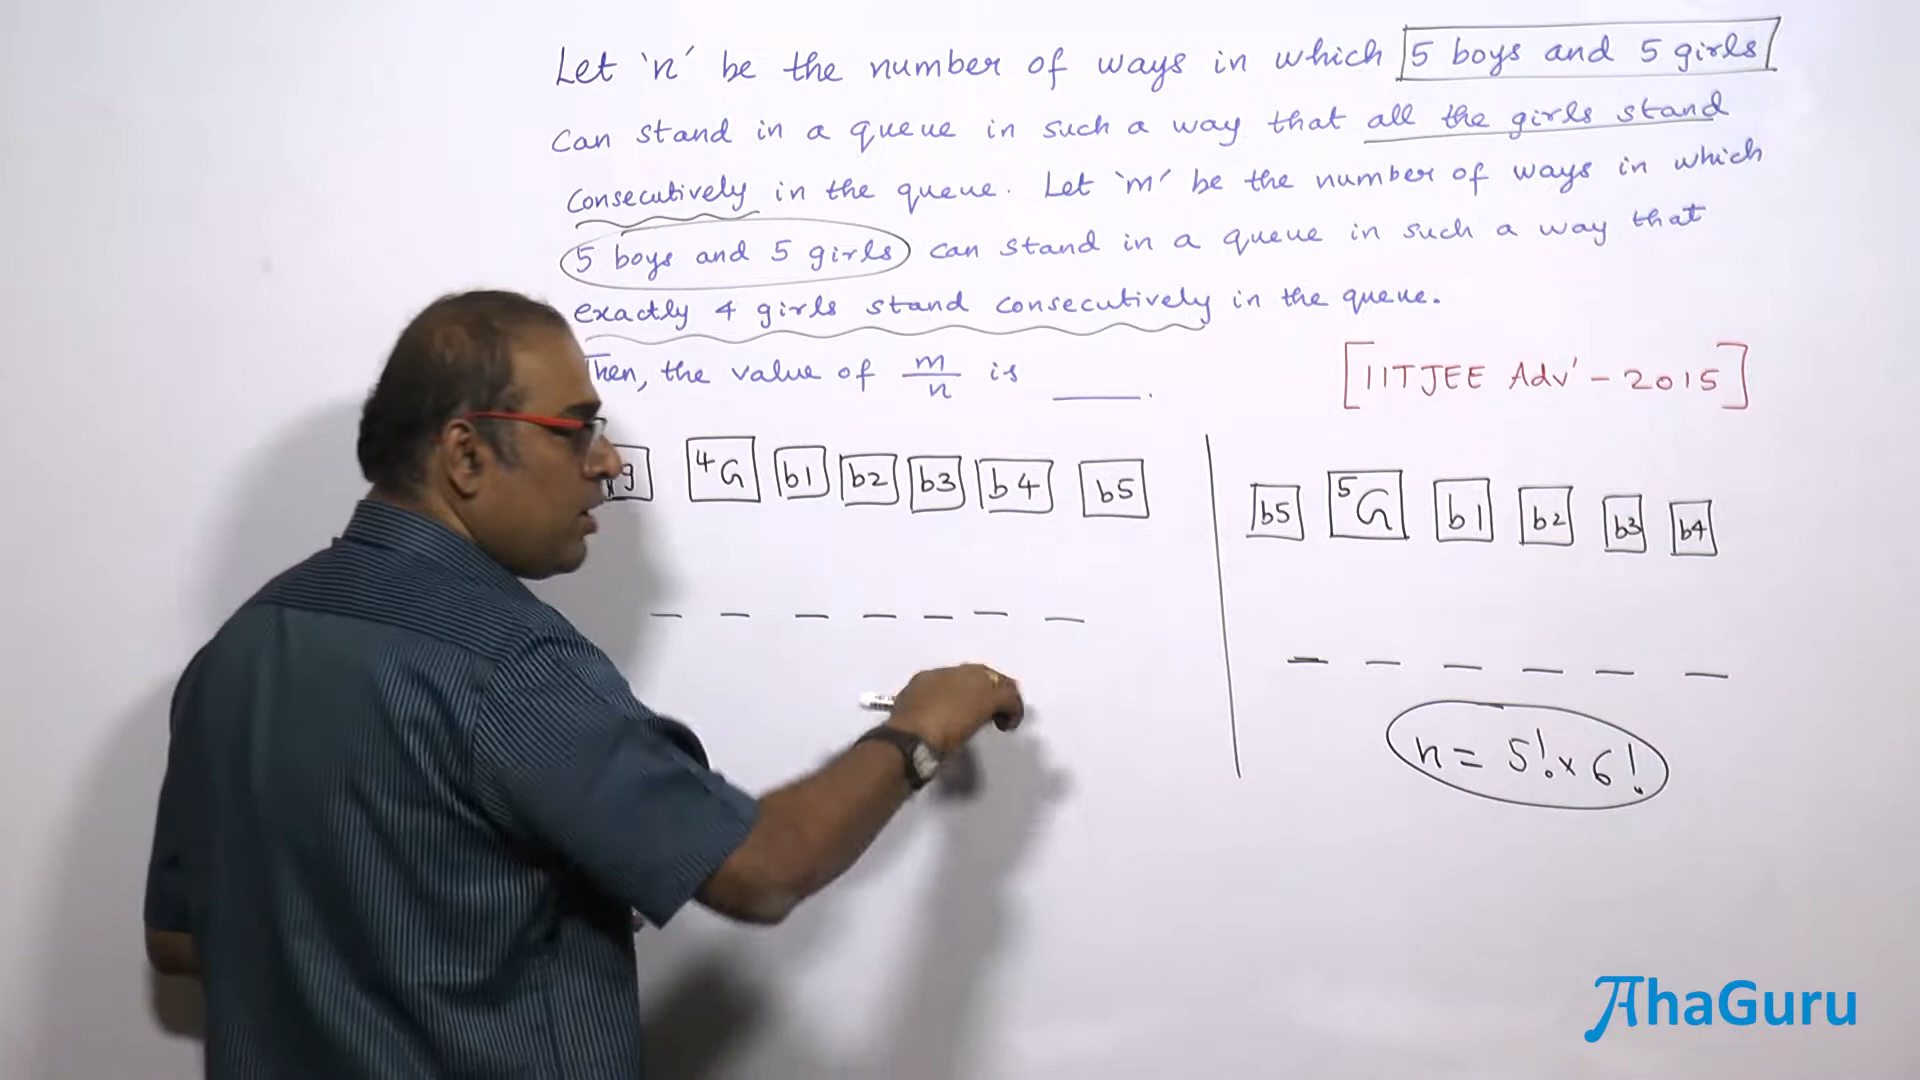 Let 'n' be the number of ways in which 5 boys and 5 girls
can stand in a queue in such a way that all the girls stand
consecutively in the queue. Let 'm' be the number of ways in which
5 boys and 5 girls can stand in a queue in such a way that
exactly 4 girls stand consecutively in the queue.
Then, the value of m/n is ____.
[IITJEE Adv' - 2015]
g 4G b1 b2 b3 b4 b5
b5 5G b1 b2 b3 b4
n = 5! × 6!
AhaGuru